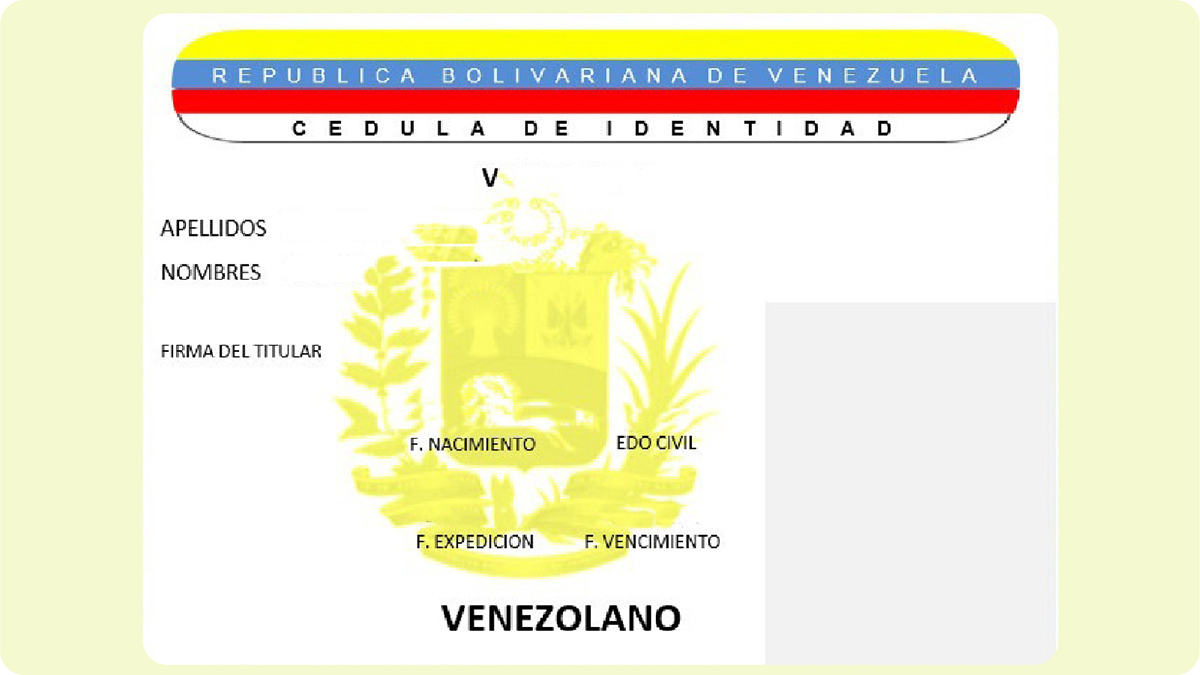 REPUBLICA BOLIVARIANA DE VENEZUELA
CEDULA DE IDENTIDAD
V
APELLIDOS
NOMBRES
FIRMA DEL TITULAR
F. NACIMIENTO EDO CIVIL
F. EXPEDICION F. VENCIMIENTO
VENEZOLANO